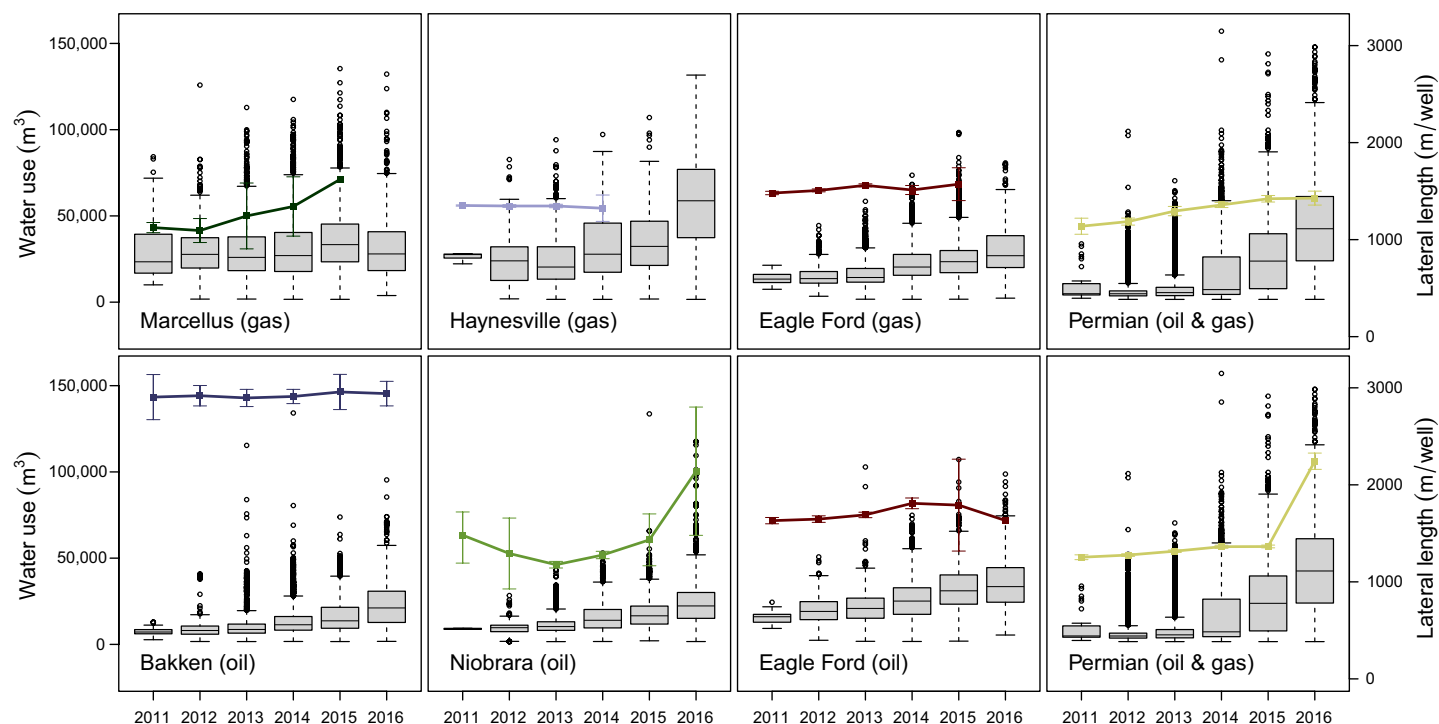 Water use (m³)
150,000
100,000
50,000
0
Marcellus (gas)
Haynesville (gas)
Eagle Ford (gas)
Permian (oil & gas)
3000
2000
1000
0
Lateral length (m/well)
Water use (m³)
150,000
100,000
50,000
0
Bakken (oil)
Niobrara (oil)
Eagle Ford (oil)
Permian (oil & gas)
3000
2000
1000
0
Lateral length (m/well)
2011 2012 2013 2014 2015 2016
2011 2012 2013 2014 2015 2016
2011 2012 2013 2014 2015 2016
2011 2012 2013 2014 2015 2016